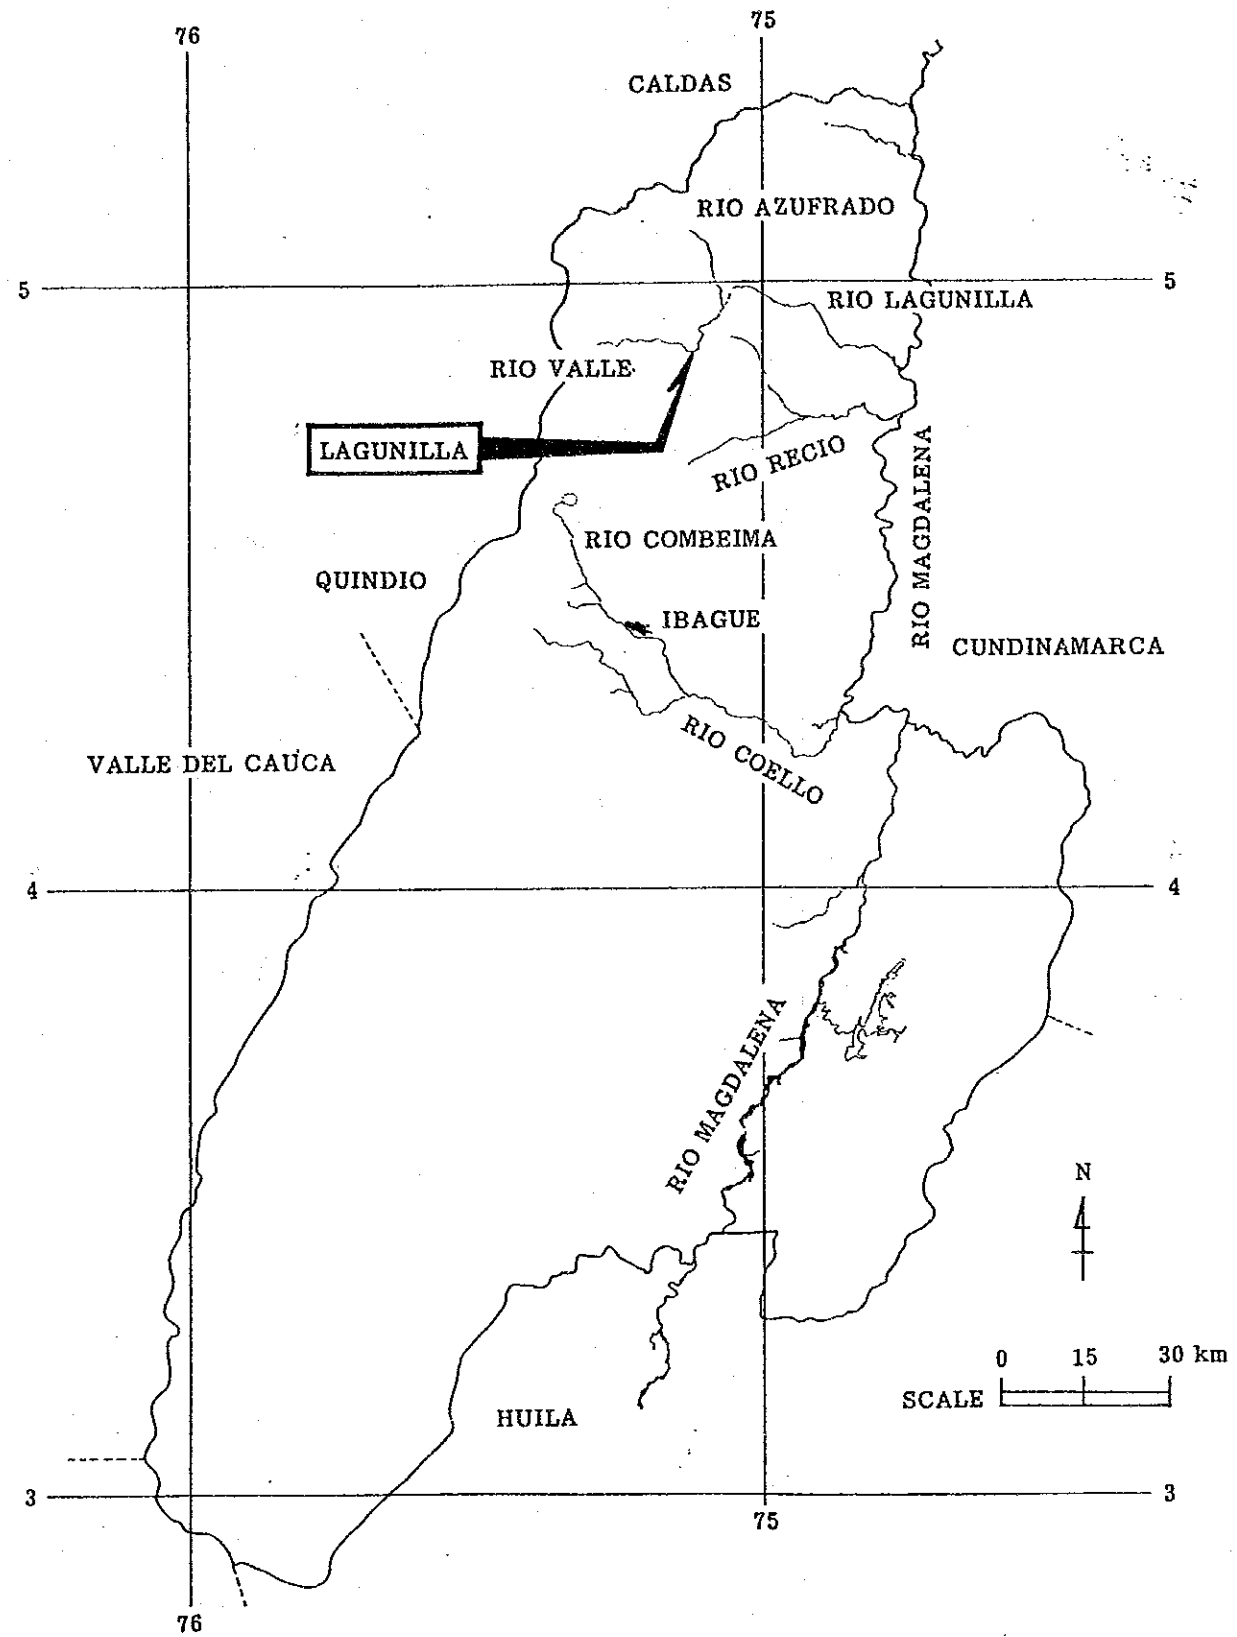 75
76
CALDAS
RIO AZUFRADO
5
5
RIO LAGUNILLA
RIO VALLE
LAGUNILLA
RIO RECIO
RIO MAGDALENA
RIO COMBEIMA
QUINDIO
IBAGUE
CUNDINAMARCA
RIO COELLO
VALLE DEL CAUCA
4
4
RIO MAGDALENA
N
0 15 30 km
SCALE
HUILA
3
3
75
76